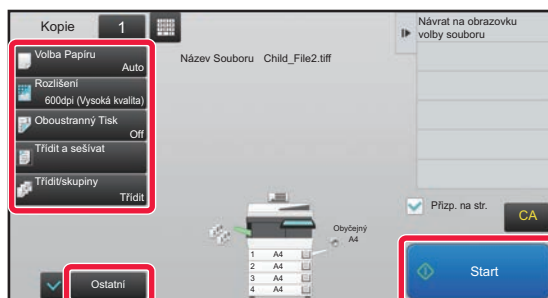 Kopie 1
Návrat na obrazovku
volby souboru
Volba Papíru
Auto
Název Souboru Child_File2.tiff
Rozlišení
600dpi (Vysoká kvalita)
Oboustranný Tisk
Off
Třídit a sešívat
Třídit/skupiny
Třídit
Přizp. na str.
CA
Obyčejný
A4
1 A4
2 A4
3 A4
4 A4
Ostatní
Start